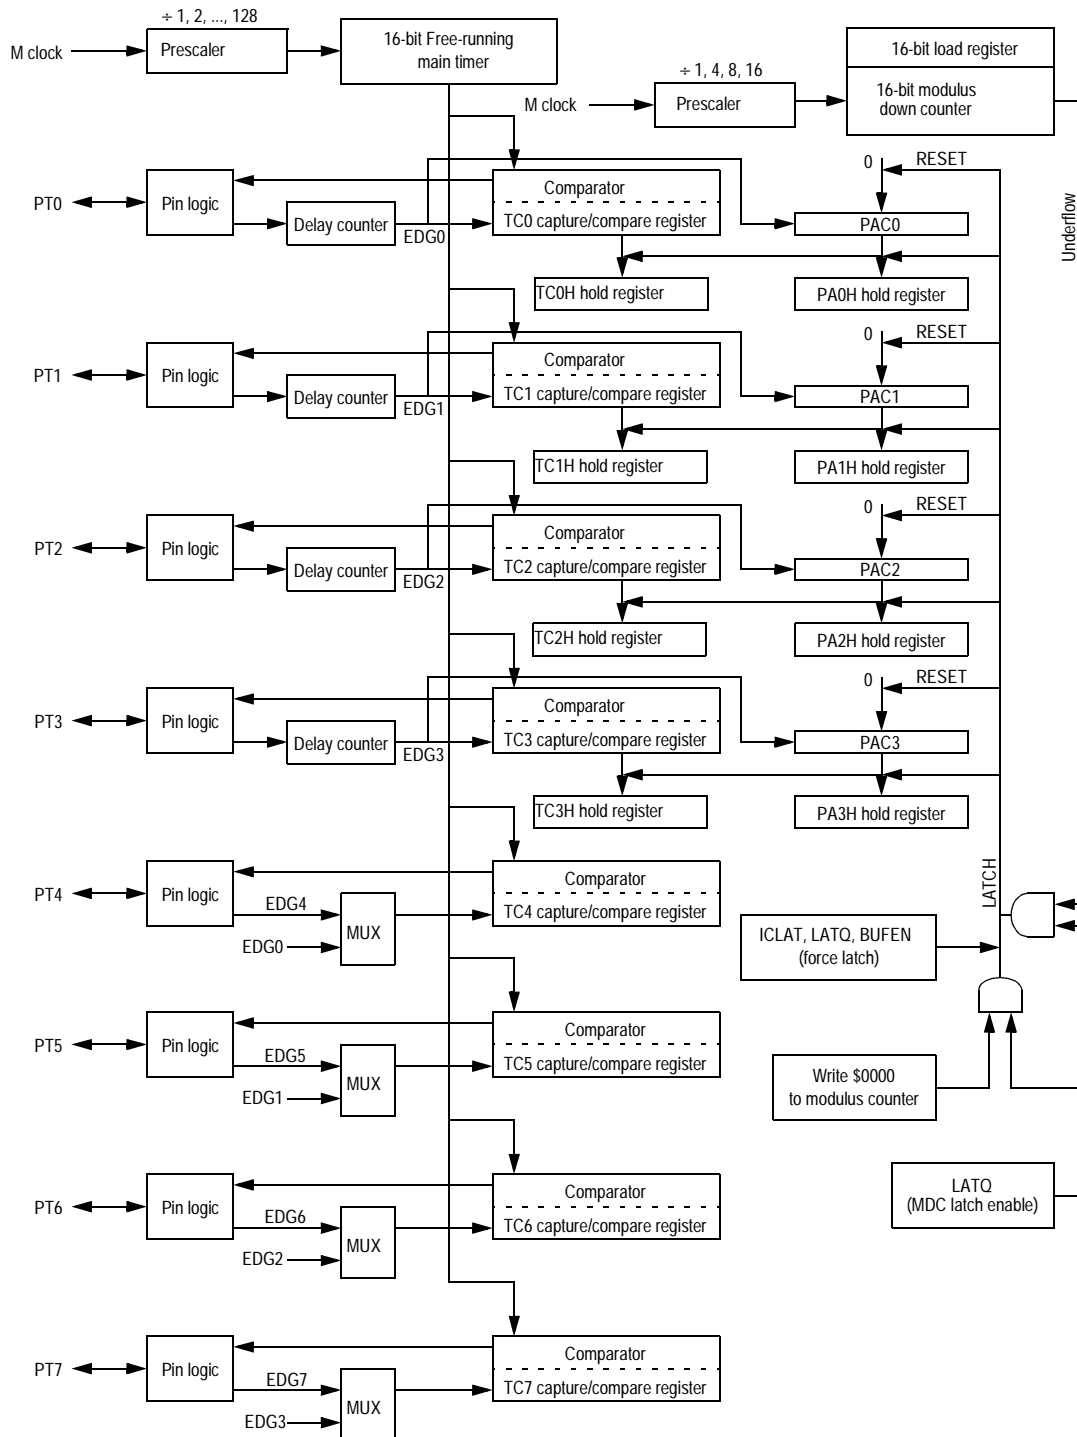 ÷ 1, 2, ..., 128
M clock
Prescaler
16-bit Free-running
main timer
16-bit load register
÷ 1, 4, 8, 16
M clock
Prescaler
16-bit modulus
down counter
Underflow
PT0
Pin logic
Delay counter
EDG0
Comparator
TC0 capture/compare register
0
RESET
PAC0
TC0H hold register
PA0H hold register
PT1
Pin logic
Delay counter
EDG1
Comparator
TC1 capture/compare register
0
RESET
PAC1
TC1H hold register
PA1H hold register
PT2
Pin logic
Delay counter
EDG2
Comparator
TC2 capture/compare register
0
RESET
PAC2
TC2H hold register
PA2H hold register
PT3
Pin logic
Delay counter
EDG3
Comparator
TC3 capture/compare register
0
RESET
PAC3
TC3H hold register
PA3H hold register
PT4
Pin logic
EDG4
EDG0
MUX
Comparator
TC4 capture/compare register
LATCH
ICLAT, LATQ, BUFEN
(force latch)
PT5
Pin logic
EDG5
EDG1
MUX
Comparator
TC5 capture/compare register
Write $0000
to modulus counter
PT6
Pin logic
EDG6
EDG2
MUX
Comparator
TC6 capture/compare register
LATQ
(MDC latch enable)
PT7
Pin logic
EDG7
EDG3
MUX
Comparator
TC7 capture/compare register